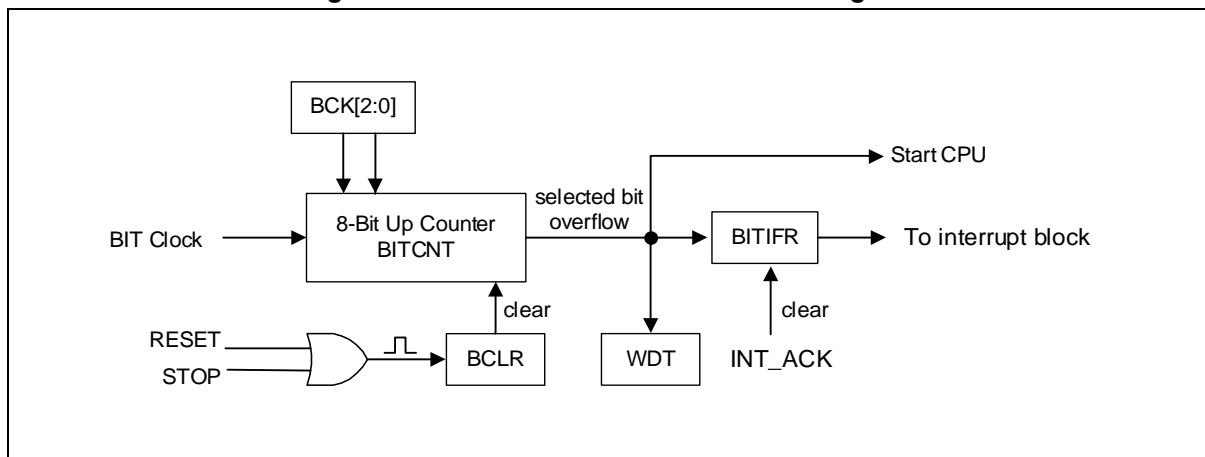 BCK[2:0]
Start CPU
selected bit
overflow
8-Bit Up Counter
BITCNT
BIT Clock
BITIFR
To interrupt block
clear
clear
RESET
STOP
BCLR
WDT
INT_ACK